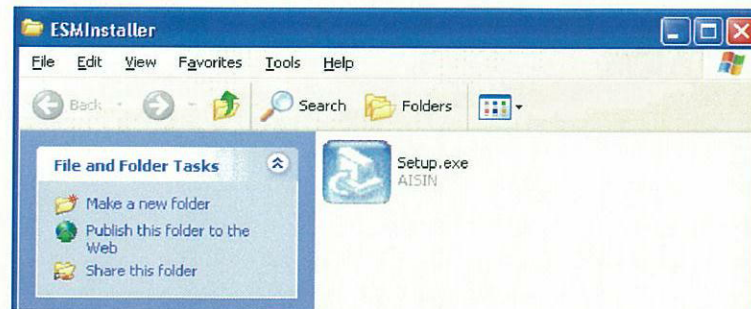 ESMInstaller
File Edit View Favorites Tools Help
Back Search Folders
File and Folder Tasks
Make a new folder
Publish this folder to the
Web
Share this folder
Setup.exe
AISIN